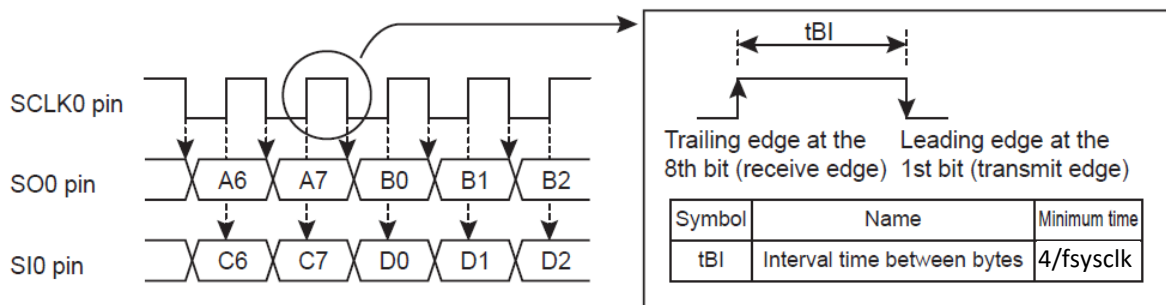 tBI
SCLK0 pin
Trailing edge at the
8th bit (receive edge)
Leading edge at the
1st bit (transmit edge)
SO0 pin
A6 A7 B0 B1 B2
SI0 pin
C6 C7 D0 D1 D2
Symbol Name Minimum time
tBI Interval time between bytes 4/fsysclk